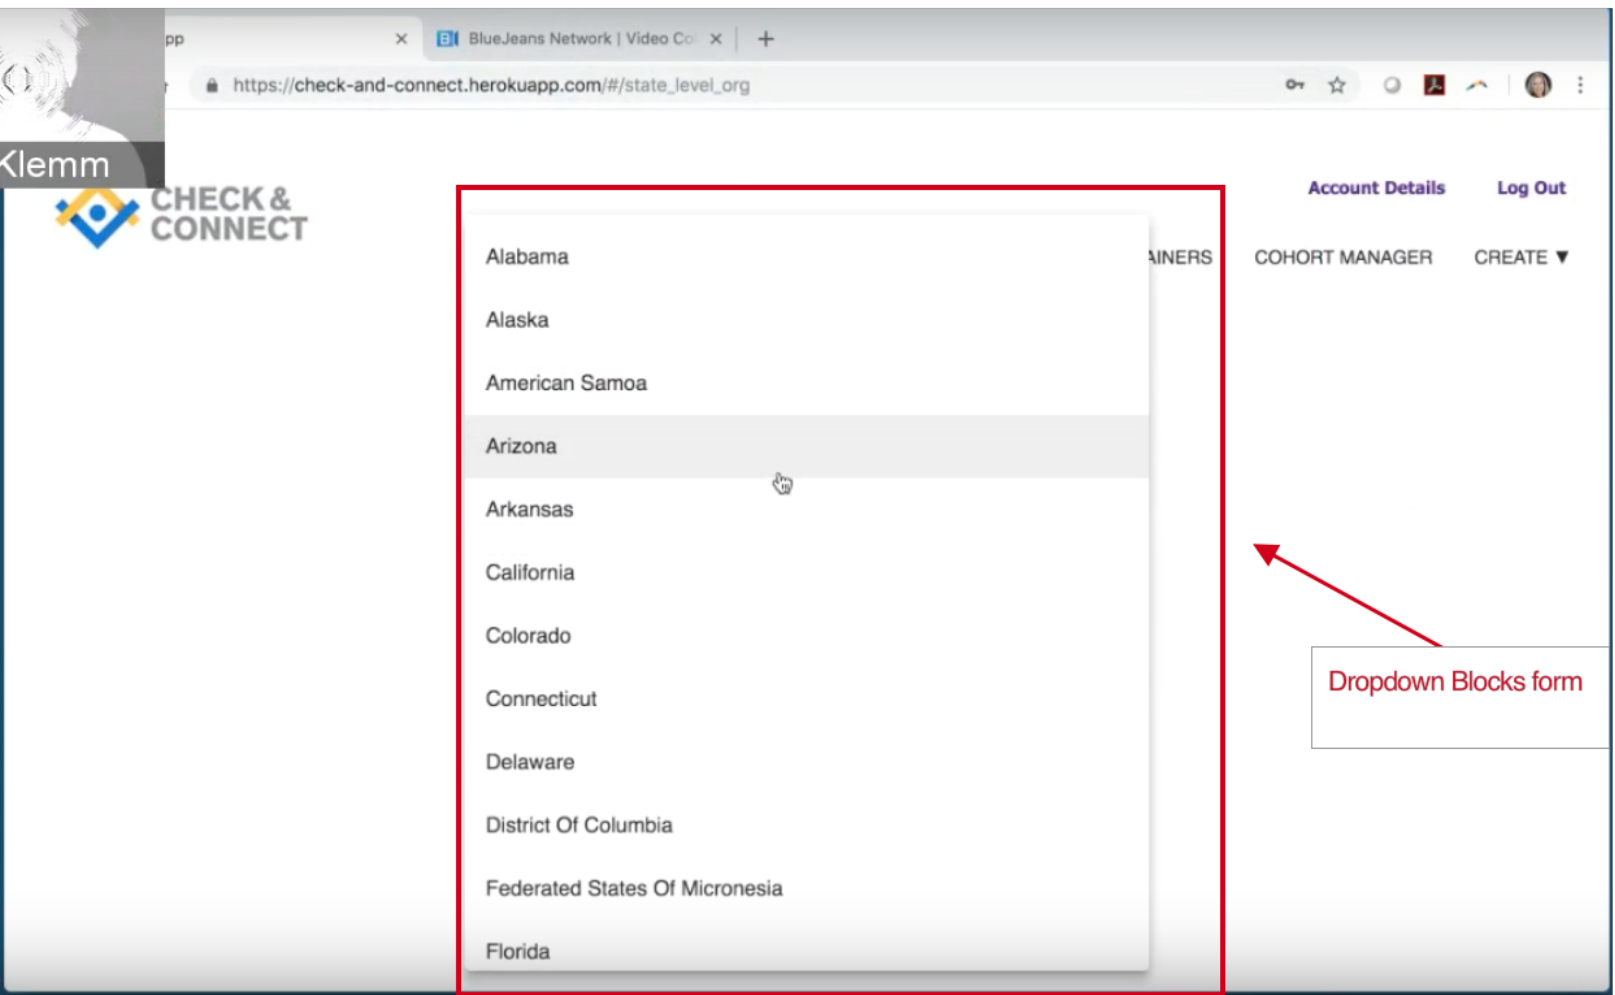 pp
BlueJeans Network | Video Co
https://check-and-connect.herokuapp.com/#/state_level_org
Klemm
CHECK &
CONNECT
Account Details
Log Out
AINERS
COHORT MANAGER
CREATE ▼
Alabama
Alaska
American Samoa
Arizona
Arkansas
California
Colorado
Connecticut
Delaware
District Of Columbia
Federated States Of Micronesia
Florida
Dropdown Blocks form